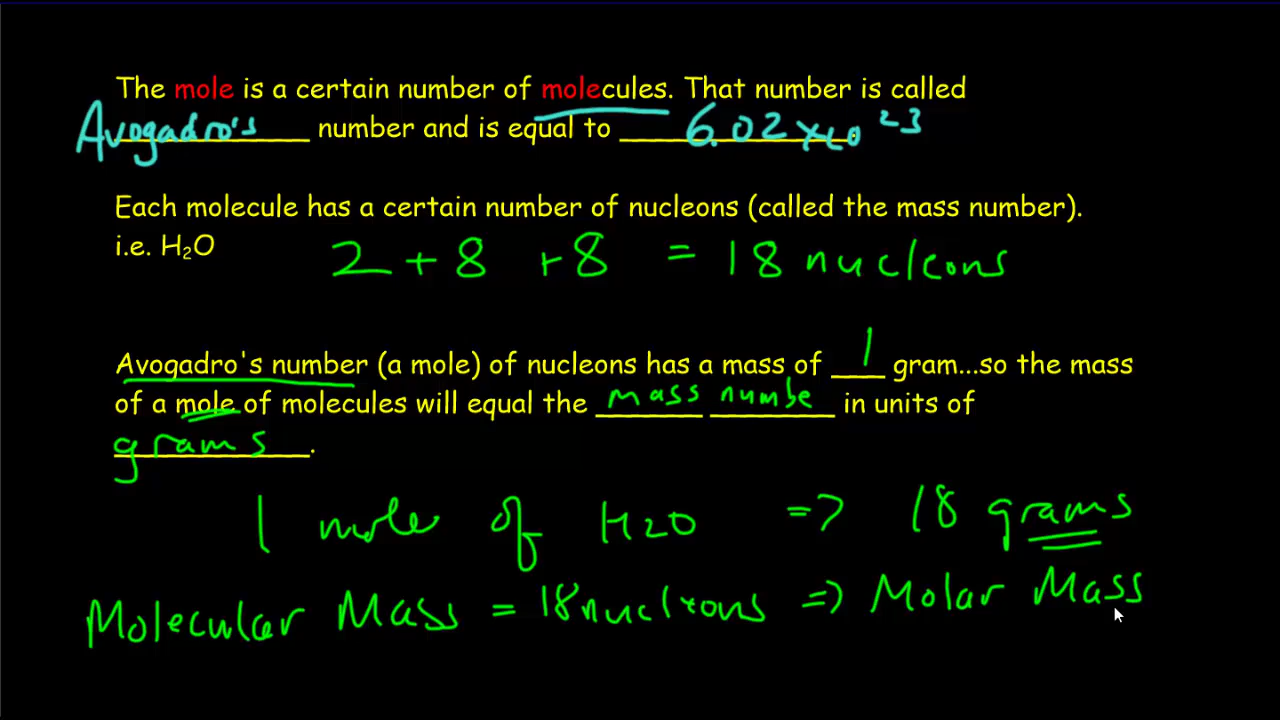 The mole is a certain number of molecules. That number is called
Avogadro's number and is equal to 6.02x10²³.
Each molecule has a certain number of nucleons (called the mass number).
i.e. H₂O 2+8 +8 = 18 nucleons
Avogadro's number (a mole) of nucleons has a mass of 1 gram...so the mass
of a mole of molecules will equal the mass numbe in units of
grams.
1 mole of H2O => 18 grams
Molecular Mass = 18 nucleons => Molar Mass